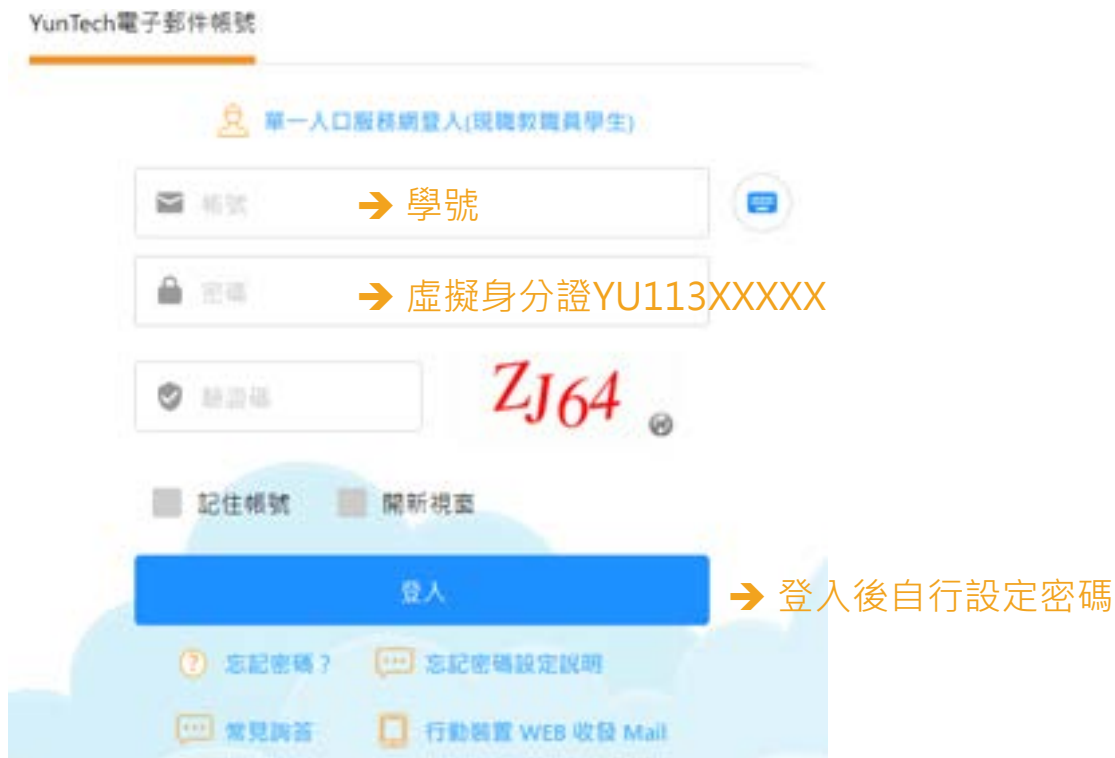 YunTech電子郵件帳號
單一入口服務網登入(現職教職員學生)
帳號 ➔ 學號
密碼 ➔ 虛擬身分證YU113XXXXX
驗證碼 ZJ64
記住帳號 開新視窗
登入 ➔ 登入後自行設定密碼
忘記密碼？ 忘記密碼設定說明
常見詢答 行動裝置 WEB 收發 Mail